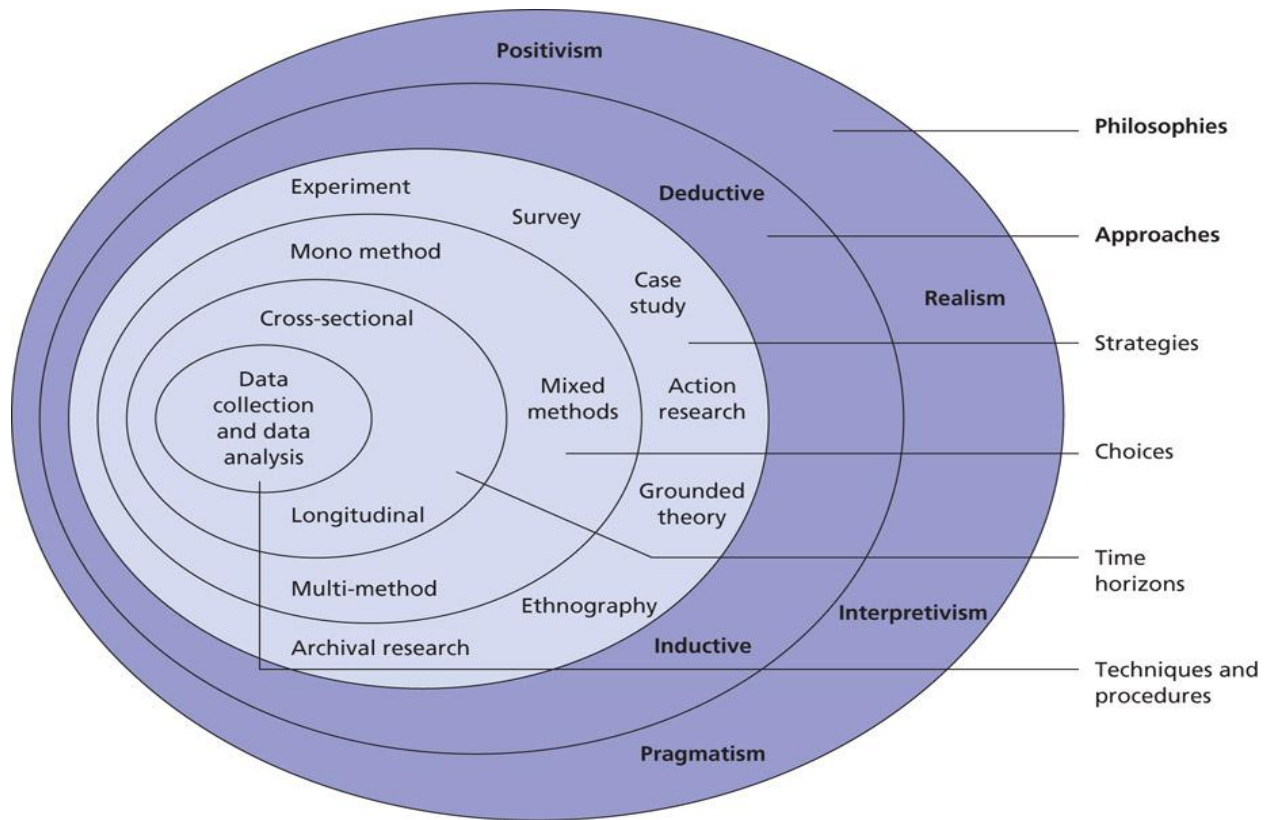 Positivism
Philosophies
Experiment
Deductive
Survey
Approaches
Mono method
Case
study
Realism
Cross-sectional
Strategies
Data
collection
and data
analysis
Mixed
methods
Action
research
Choices
Grounded
theory
Longitudinal
Time
horizons
Multi-method
Ethnography
Interpretivism
Archival research
Inductive
Techniques and
procedures
Pragmatism